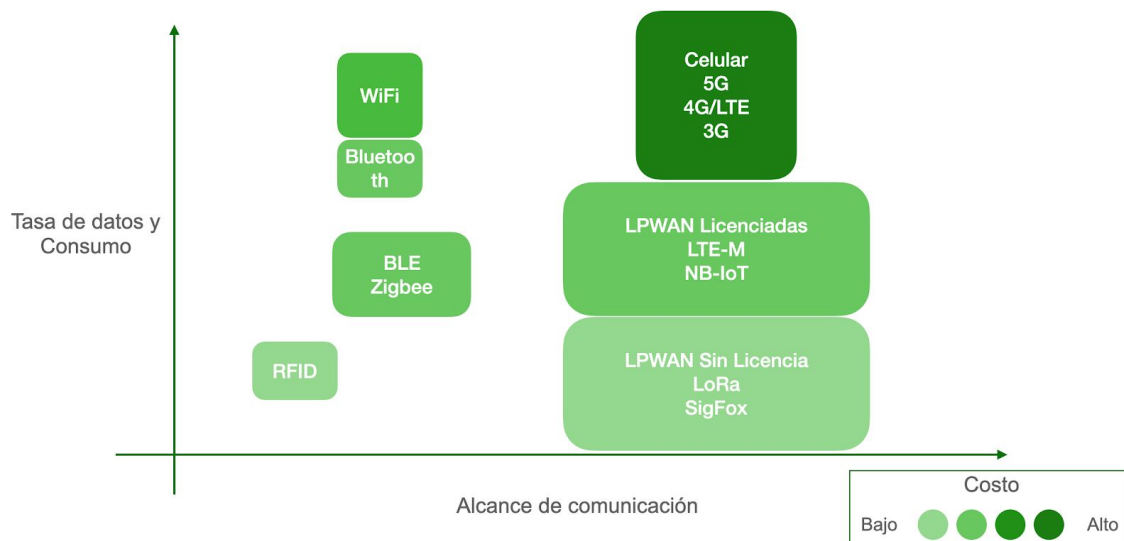 Tasa de datos y
Consumo
WiFi
Bluetoo
th
BLE
Zigbee
RFID
Celular
5G
4G/LTE
3G
LPWAN Licenciadas
LTE-M
NB-IoT
LPWAN Sin Licencia
LoRa
SigFox
Alcance de comunicación
Costo
Bajo
Alto